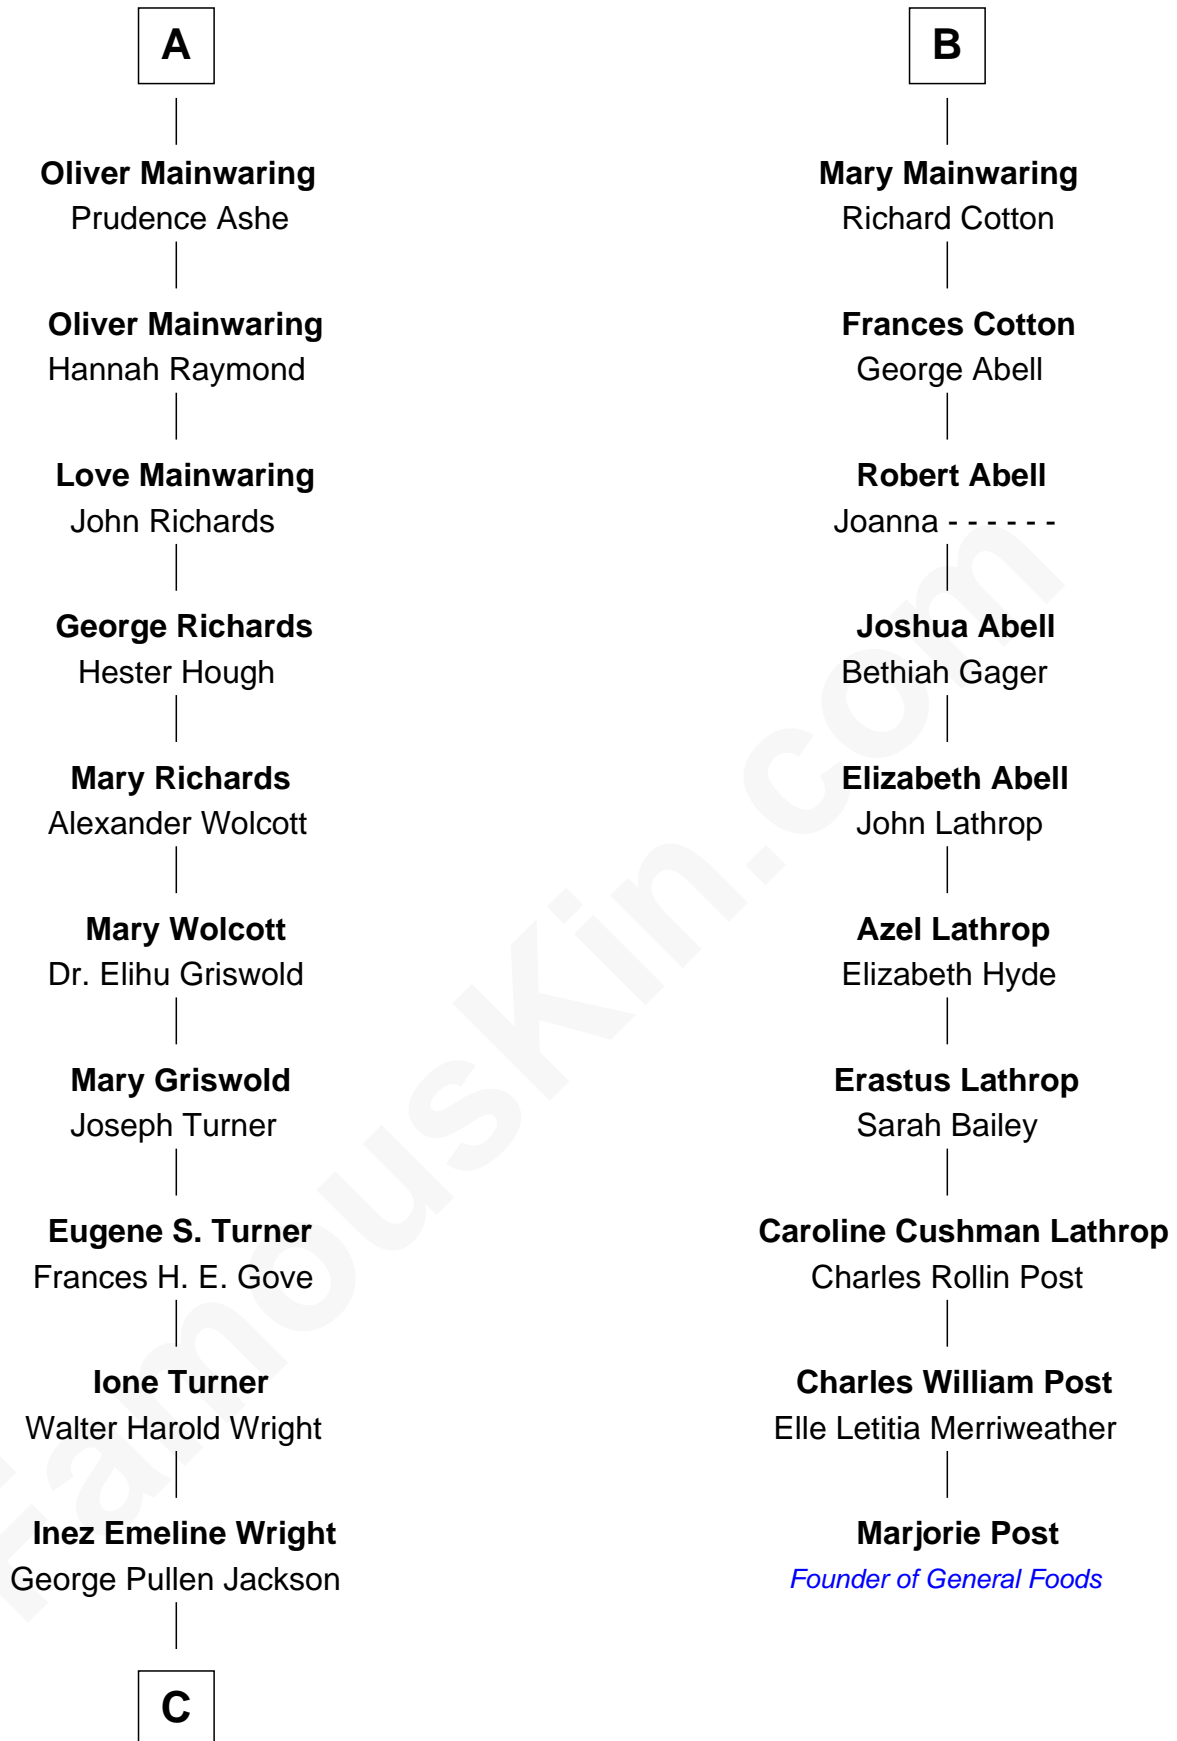 A
Oliver Mainwaring
Prudence Ashe
Oliver Mainwaring
Hannah Raymond
Love Mainwaring
John Richards
George Richards
Hester Hough
Mary Richards
Alexander Wolcott
Mary Wolcott
Dr. Elihu Griswold
Mary Griswold
Joseph Turner
Eugene S. Turner
Frances H. E. Gove
Ione Turner
Walter Harold Wright
Inez Emeline Wright
George Pullen Jackson
C
B
Mary Mainwaring
Richard Cotton
Frances Cotton
George Abell
Robert Abell
Joanna - - - - - -
Joshua Abell
Bethiah Gager
Elizabeth Abell
John Lathrop
Azel Lathrop
Elizabeth Hyde
Erastus Lathrop
Sarah Bailey
Caroline Cushman Lathrop
Charles Rollin Post
Charles William Post
Elle Letitia Merriweather
Marjorie Post
Founder of General Foods
FamousKin.com